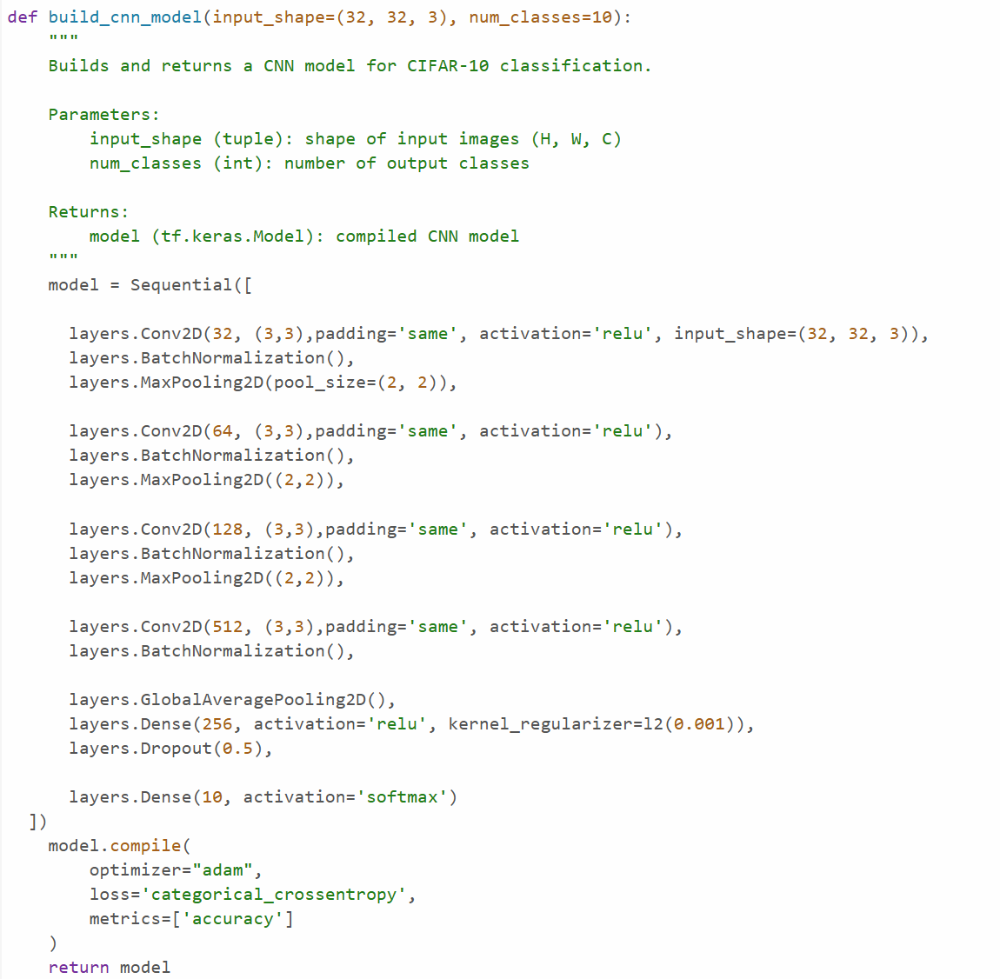 def build_cnn_model(input_shape=(32, 32, 3), num_classes=10):
    """
    Builds and returns a CNN model for CIFAR-10 classification.

    Parameters:
        input_shape (tuple): shape of input images (H, W, C)
        num_classes (int): number of output classes

    Returns:
        model (tf.keras.Model): compiled CNN model
    """
    model = Sequential([

      layers.Conv2D(32, (3,3),padding='same', activation='relu', input_shape=(32, 32, 3)),
      layers.BatchNormalization(),
      layers.MaxPooling2D(pool_size=(2, 2)),

      layers.Conv2D(64, (3,3),padding='same', activation='relu'),
      layers.BatchNormalization(),
      layers.MaxPooling2D((2,2)),

      layers.Conv2D(128, (3,3),padding='same', activation='relu'),
      layers.BatchNormalization(),
      layers.MaxPooling2D((2,2)),

      layers.Conv2D(512, (3,3),padding='same', activation='relu'),
      layers.BatchNormalization(),

      layers.GlobalAveragePooling2D(),
      layers.Dense(256, activation='relu', kernel_regularizer=l2(0.001)),
      layers.Dropout(0.5),

      layers.Dense(10, activation='softmax')
  ])
    model.compile(
        optimizer="adam",
        loss='categorical_crossentropy',
        metrics=['accuracy']
    )
    return model